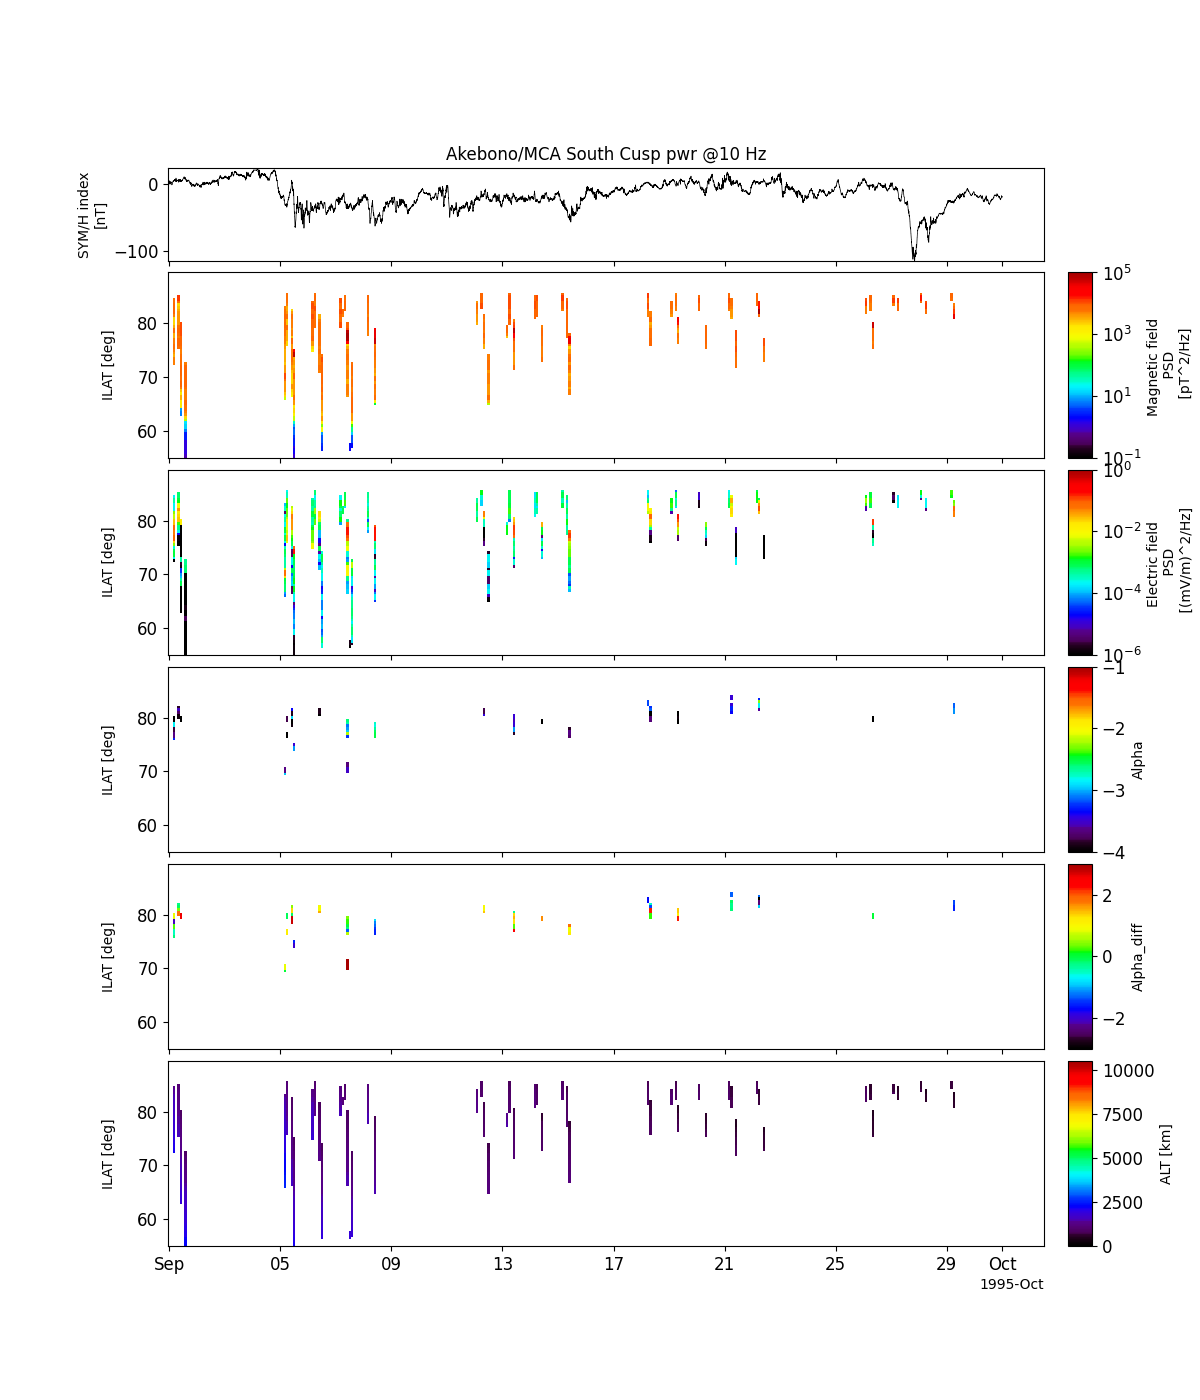 Akebono/MCA South Cusp pwr @10 Hz
SYM/H index
[nT]
0
−100
ILAT [deg]
80
70
60
10^5
10^3
10^1
10^−1
Magnetic field
PSD
[pT^2/Hz]
ILAT [deg]
80
70
60
10^0
10^−2
10^−4
10^−6
Electric field
PSD
[(mV/m)^2/Hz]
ILAT [deg]
80
70
60
−1
−2
−3
−4
Alpha
ILAT [deg]
80
70
60
2
0
−2
Alpha_diff
ILAT [deg]
80
70
60
10000
7500
5000
2500
0
ALT [km]
Sep 05 09 13 17 21 25 29 Oct
1995-Oct